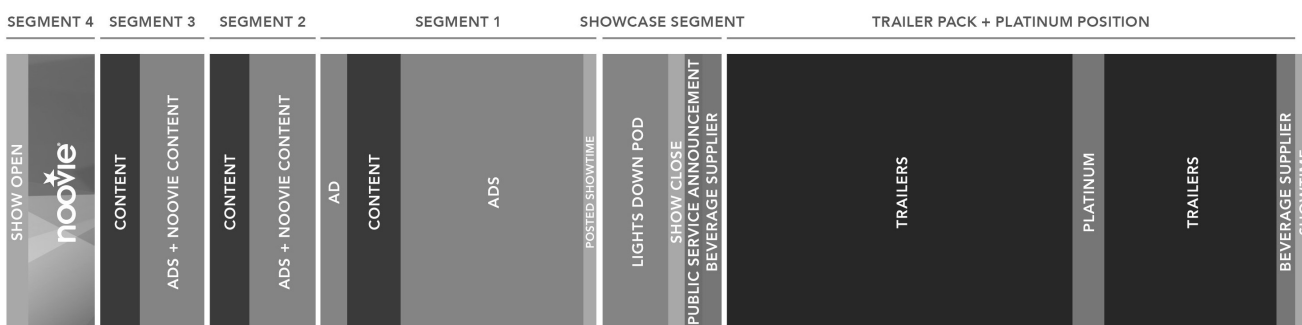 SEGMENT 4
SEGMENT 3
SEGMENT 2
SEGMENT 1
SHOWCASE SEGMENT
TRAILER PACK + PLATINUM POSITION
SHOW OPEN
noovie
CONTENT
ADS + NOOVIE CONTENT
CONTENT
ADS + NOOVIE CONTENT
AD
CONTENT
ADS
POSTED SHOWTIME
LIGHTS DOWN POD
SHOW CLOSE
PUBLIC SERVICE ANNOUNCEMENT
BEVERAGE SUPPLIER
TRAILERS
PLATINUM
TRAILERS
BEVERAGE SUPPLIER